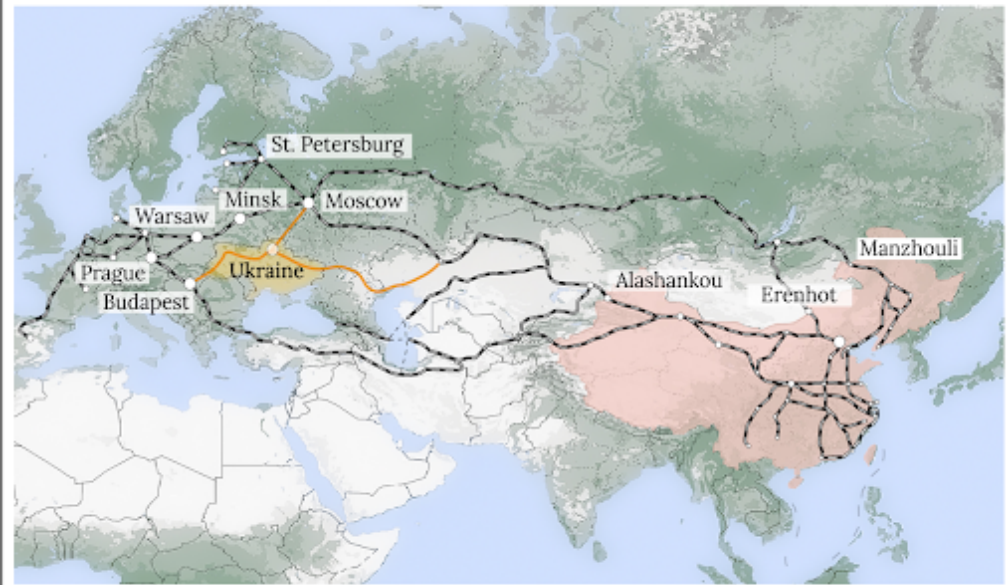 St. Petersburg
Minsk
Moscow
Warsaw
Manzhouli
Ukraine
Prague
Alashankou
Erenhot
Budapest